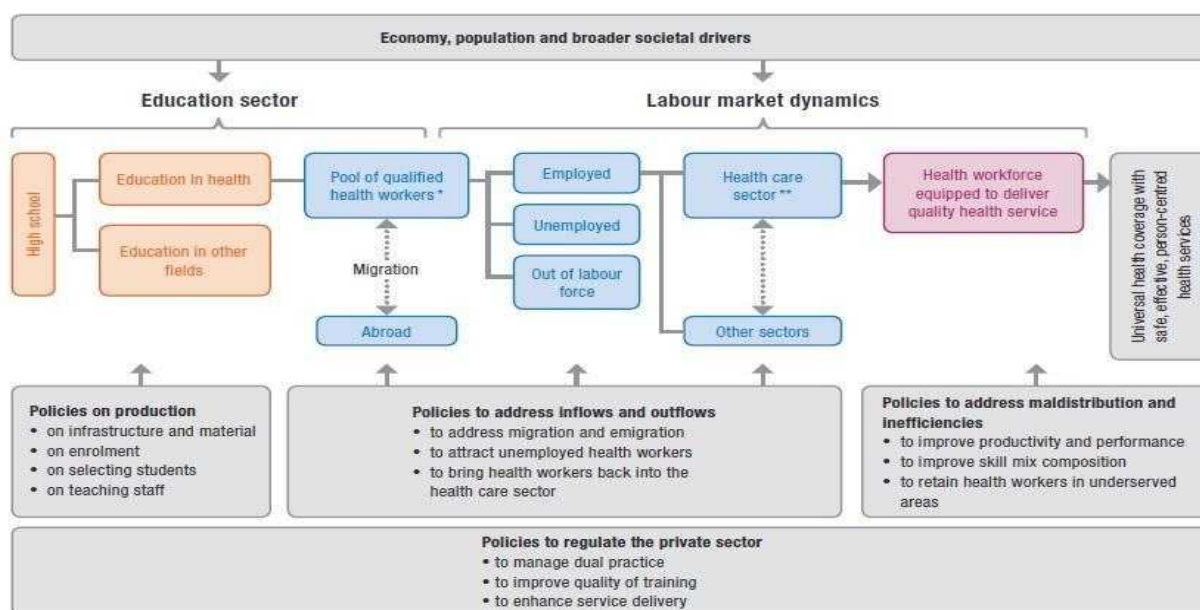 Economy, population and broader societal drivers
Education sector
Labour market dynamics
High school
Education in health
Education in other
fields
Pool of qualified
health workers *
Migration
Abroad
Employed
Unemployed
Out of labour
force
Health care
sector **
Other sectors
Health workforce
equipped to deliver
quality health service
Universal health coverage with
safe, effective, person-centred
health services
Policies on production
• on infrastructure and material
• on enrolment
• on selecting students
• on teaching staff
Policies to address inflows and outflows
• to address migration and emigration
• to attract unemployed health workers
• to bring health workers back into the
health care sector
Policies to address maldistribution and
inefficiencies
• to improve productivity and performance
• to improve skill mix composition
• to retain health workers in underserved
areas
Policies to regulate the private sector
• to manage dual practice
• to improve quality of training
• to enhance service delivery